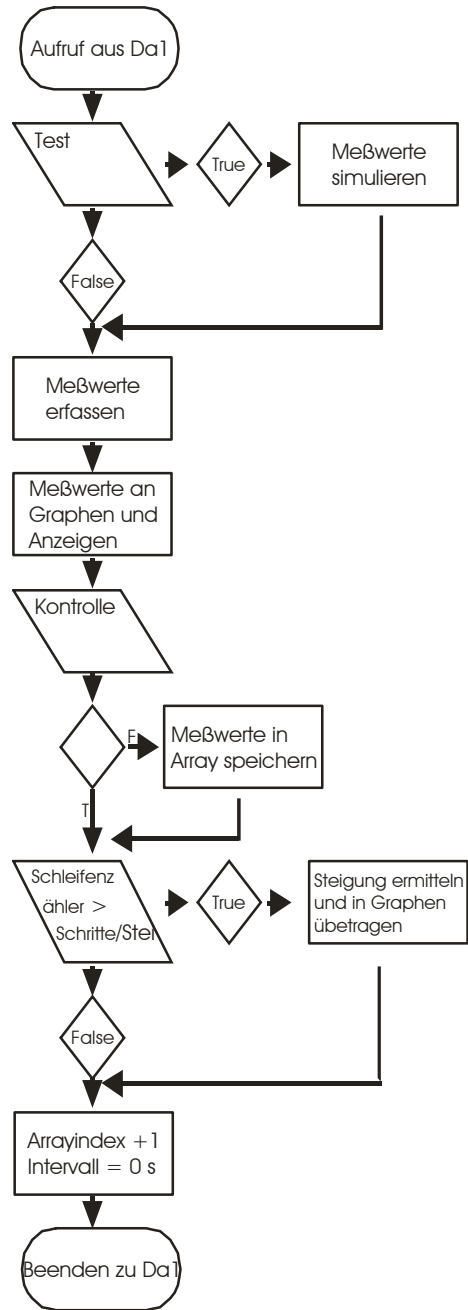 Aufruf aus Da1
Test
True
Meßwerte
simulieren
False
Meßwerte
erfassen
Meßwerte an
Graphen und
Anzeigen
Kontrolle
F
Meßwerte in
Array speichern
T
Schleifenz
ähler >
Schritte/Stei
True
Steigung ermitteln
und in Graphen
übetragen
False
Arrayindex +1
Intervall = 0 s
Beenden zu Da1